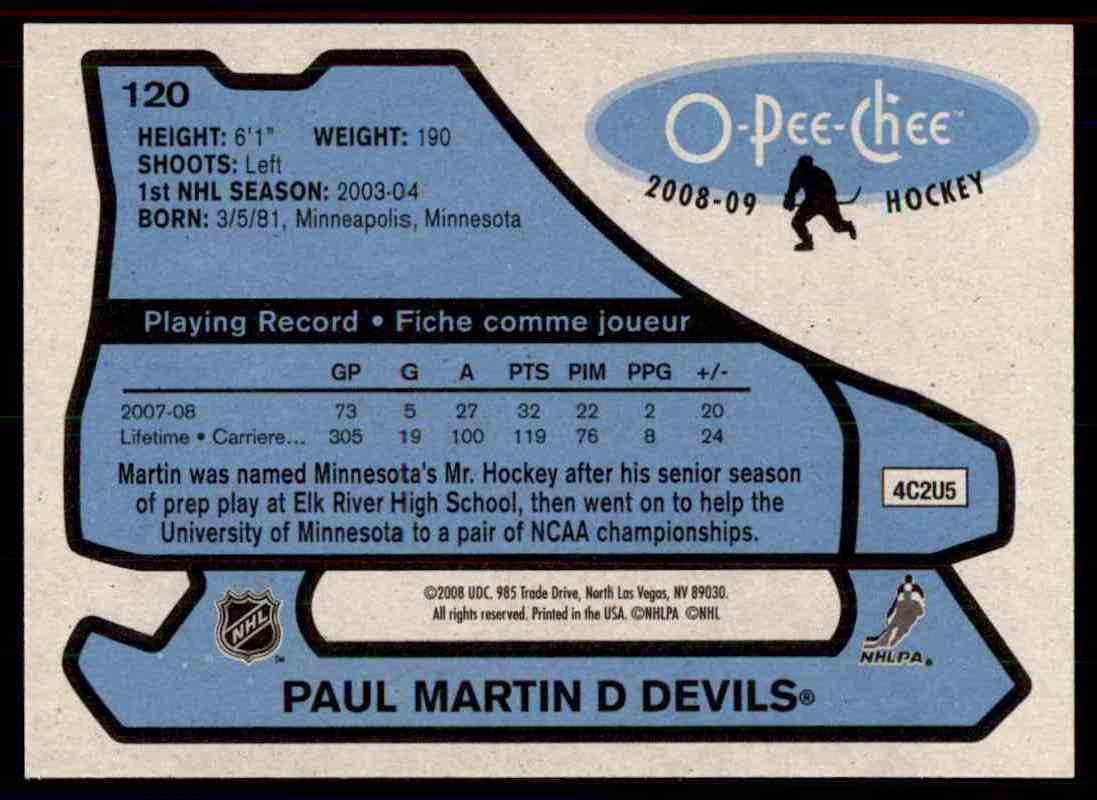 120
HEIGHT: 6'1" WEIGHT: 190
SHOOTS: Left
1st NHL SEASON: 2003-04
BORN: 3/5/81, Minneapolis, Minnesota
O-Pee-Chee™
2008-09 HOCKEY
Playing Record • Fiche comme joueur
GP G A PTS PIM PPG +/-
2007-08 73 5 27 32 22 2 20
Lifetime • Carriere... 305 19 100 119 76 8 24
Martin was named Minnesota's Mr. Hockey after his senior season
of prep play at Elk River High School, then went on to help the
University of Minnesota to a pair of NCAA championships.
4C2U5
©2008 UDC. 985 Trade Drive, North Las Vegas, NV 89030.
All rights reserved. Printed in the USA. ©NHLPA ©NHL
NHL™
NHLPA
PAUL MARTIN D DEVILS®